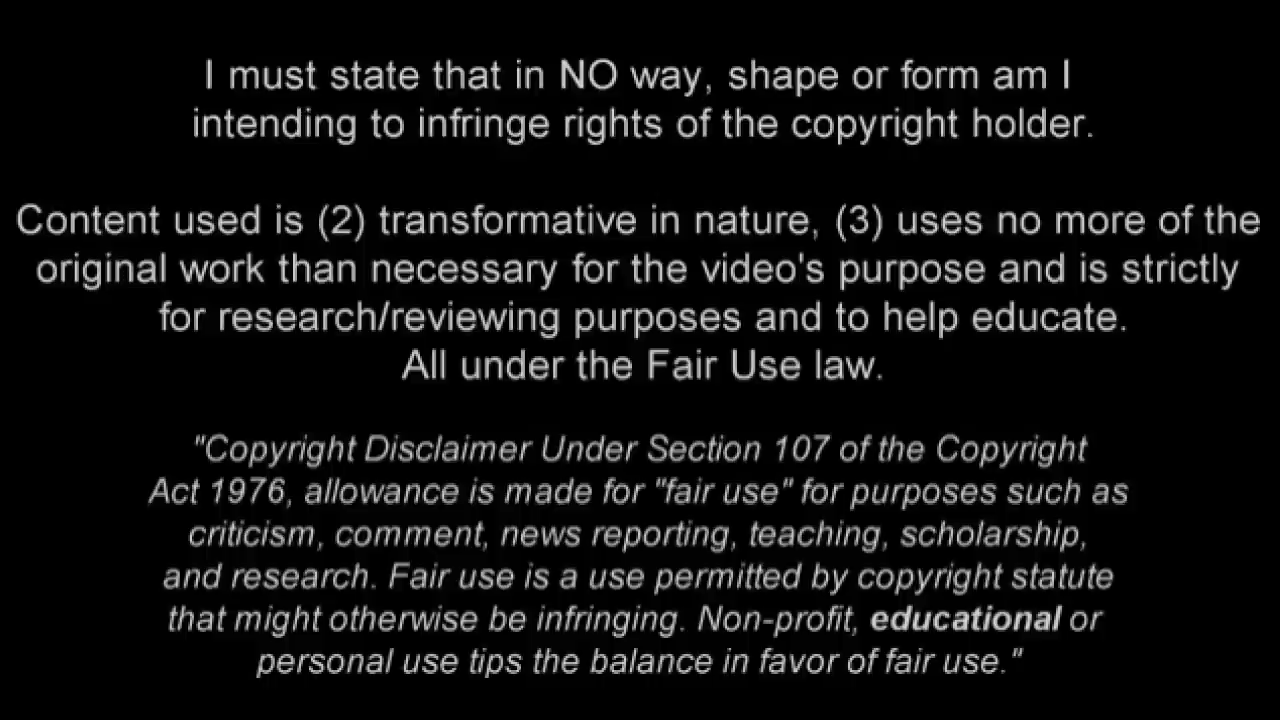 I must state that in NO way, shape or form am I
intending to infringe rights of the copyright holder.
Content used is (2) transformative in nature, (3) uses no more of the
original work than necessary for the video's purpose and is strictly
for research/reviewing purposes and to help educate.
All under the Fair Use law.
"Copyright Disclaimer Under Section 107 of the Copyright
Act 1976, allowance is made for "fair use" for purposes such as
criticism, comment, news reporting, teaching, scholarship,
and research. Fair use is a use permitted by copyright statute
that might otherwise be infringing. Non-profit, educational or
personal use tips the balance in favor of fair use."